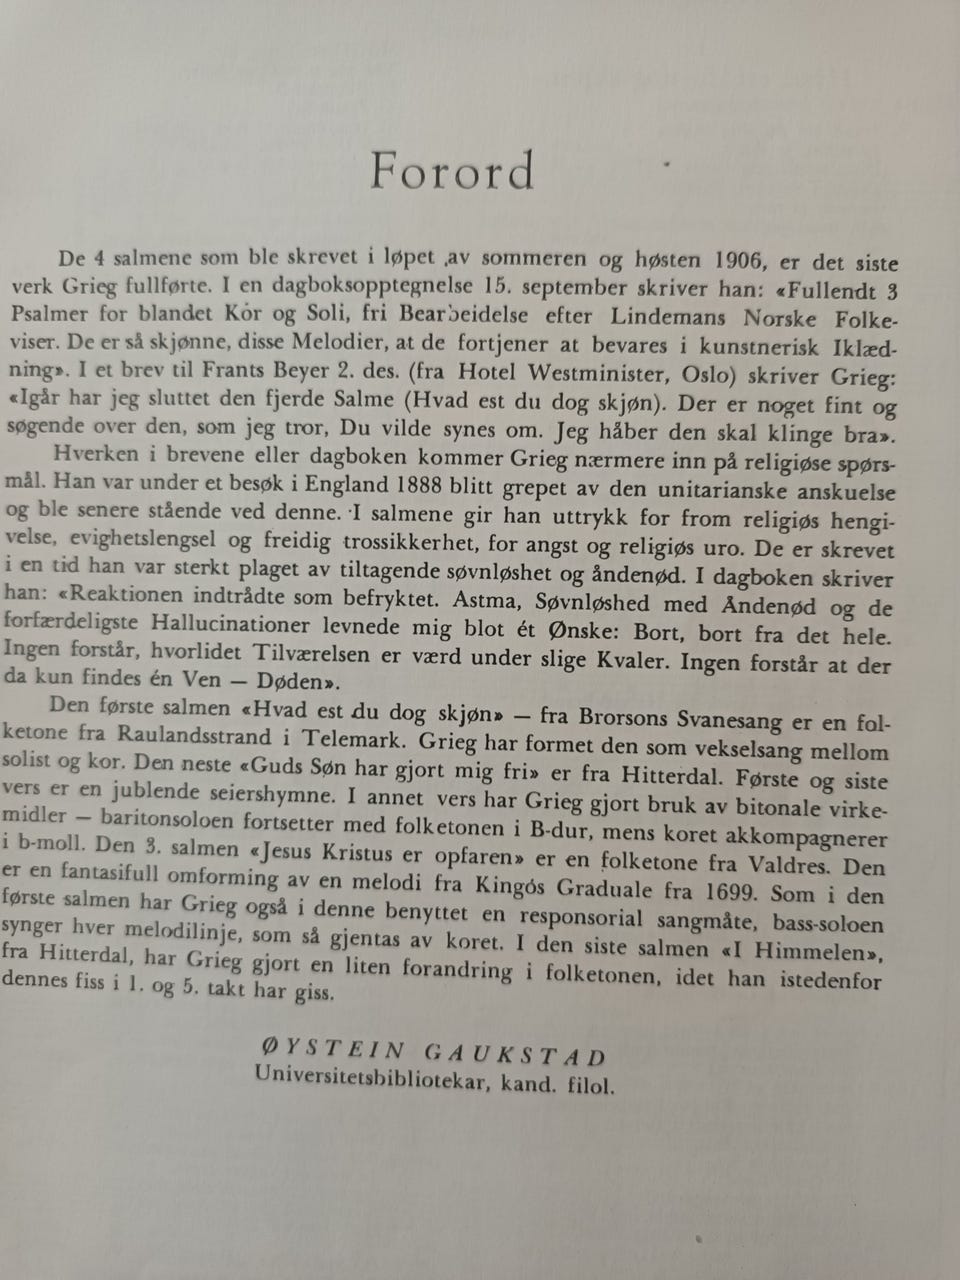 Forord
De 4 salmene som ble skrevet i løpet av sommeren og høsten 1906, er det siste
verk Grieg fullførte. I en dagboksopptegnelse 15. september skriver han: «Fullendt 3
Psalmer for blandet Kor og Soli, fri Bearbeidelse efter Lindemans Norske Folke-
viser. De er så skjønne, disse Melodier, at de fortjener at bevares i kunstnerisk Iklæd-
ning». I et brev til Frants Beyer 2. des. (fra Hotel Westminister, Oslo) skriver Grieg:
«Igår har jeg sluttet den fjerde Salme (Hvad est du dog skjøn). Der er noget fint og
søgende over den, som jeg tror, Du vilde synes om. Jeg håber den skal klinge bra».
Hverken i brevene eller dagboken kommer Grieg nærmere inn på religiøse spørs-
mål. Han var under et besøk i England 1888 blitt grepet av den unitarianske anskuelse
og ble senere stående ved denne. I salmene gir han uttrykk for from religiøs hengi-
velse, evighetslengsel og freidig trossikkerhet, for angst og religiøs uro. De er skrevet
i en tid han var sterkt plaget av tiltagende søvnløshet og åndenød. I dagboken skriver
han: «Reaktionen indtrådte som befryktet. Astma, Søvnløshed med Åndenød og de
forfærdeligste Hallucinationer levnede mig blot ét Ønske: Bort, bort fra det hele.
Ingen forstår, hvorlidet Tilværelsen er værd under slige Kvaler. Ingen forstår at der
da kun findes én Ven — Døden».
Den første salmen «Hvad est du dog skjøn» — fra Brorsons Svanesang er en fol-
ketone fra Raulandsstrand i Telemark. Grieg har formet den som vekselsang mellom
solist og kor. Den neste «Guds Søn har gjort mig fri» er fra Hitterdal. Første og siste
vers er en jublende seiershymne. I annet vers har Grieg gjort bruk av bitonale virke-
midler — baritonsoloen fortsetter med folketonen i B-dur, mens koret akkompagnerer
i b-moll. Den 3. salmen «Jesus Kristus er opfaren» er en folketone fra Valdres. Den
er en fantasifull omforming av en melodi fra Kingos Graduale fra 1699. Som i den
første salmen har Grieg også i denne benyttet en responsorial sangmåte, bass-soloen
synger hver melodilinje, som så gjentas av koret. I den siste salmen «I Himmelen»,
fra Hitterdal, har Grieg gjort en liten forandring i folketonen, idet han istedenfor
dennes fiss i 1. og 5. takt har giss.
ØYSTEIN GAUKSTAD
Universitetsbibliotekar, kand. filol.